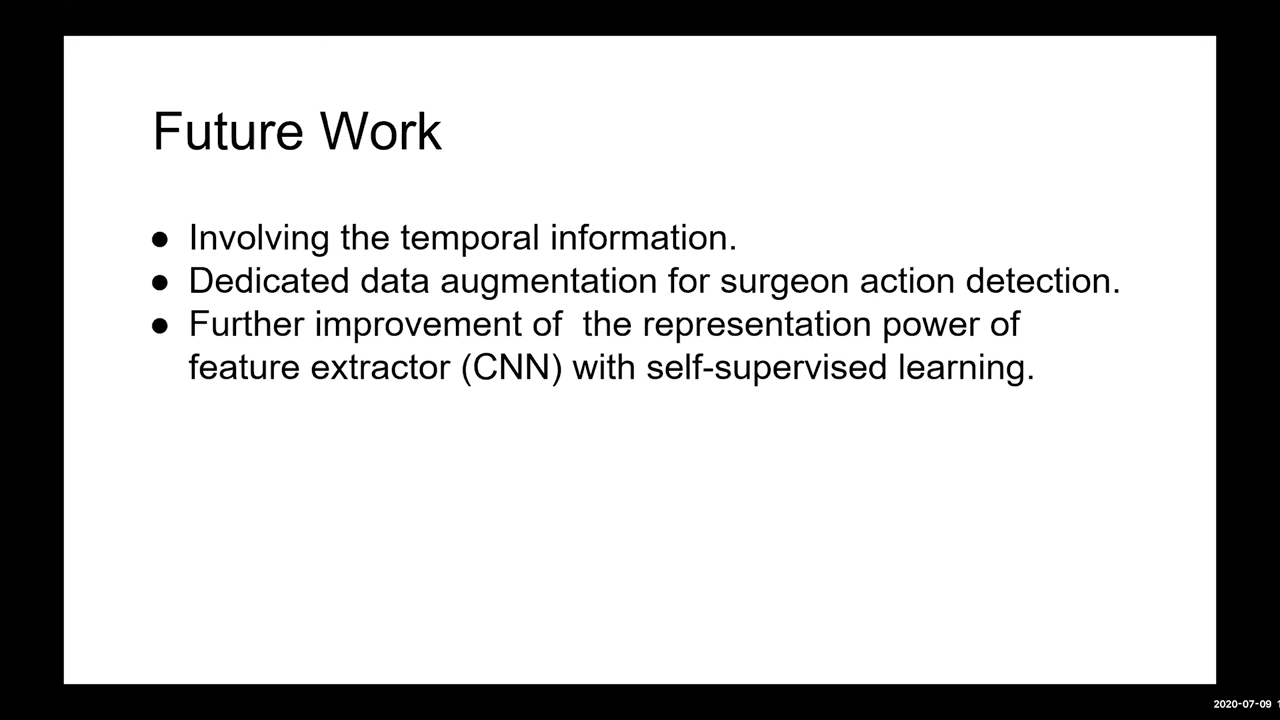 Future Work
● Involving the temporal information.
● Dedicated data augmentation for surgeon action detection.
● Further improvement of  the representation power of
feature extractor (CNN) with self-supervised learning.
2020-07-09